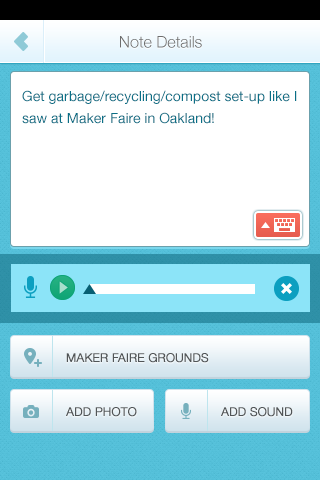 Note Details
Get garbage/recycling/compost set-up like I
saw at Maker Faire in Oakland!
MAKER FAIRE GROUNDS
ADD PHOTO
ADD SOUND